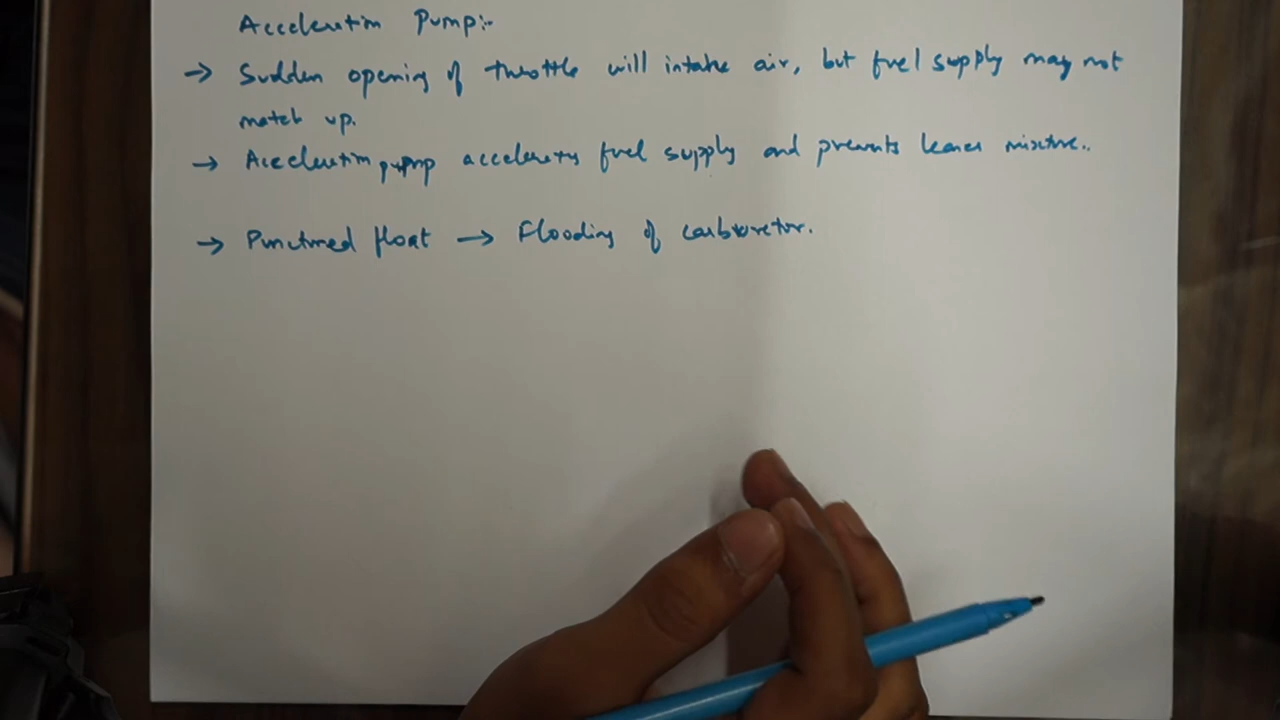 Acceleration Pump:-
→ Sudden opening of throttle will intake air, but fuel supply may not
match up.
→ Acceleration pump accelerates fuel supply and prevents leaner mixture..
→ Punctured float → Flooding of carburetor.